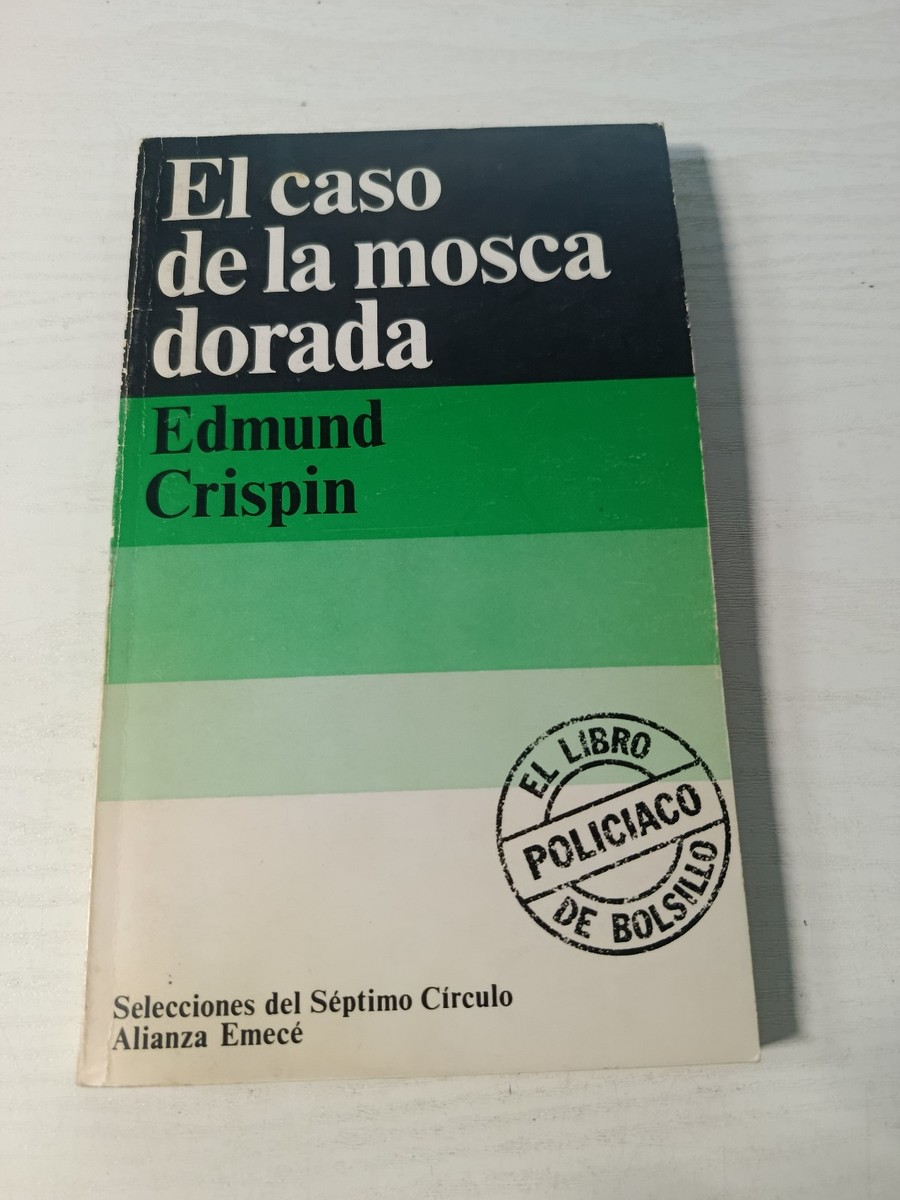 El caso
de la mosca
dorada
Edmund
Crispin
EL LIBRO
POLICIACO
DE BOLSILLO
Selecciones del Séptimo Círculo
Alianza Emecé